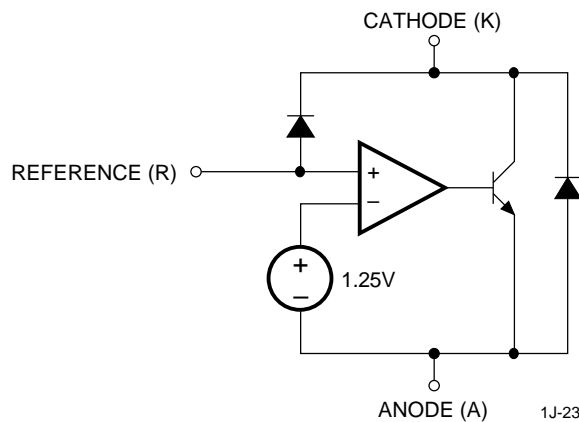 CATHODE (K)
REFERENCE (R)
+
−
+
−
1.25V
ANODE (A)
1J-23